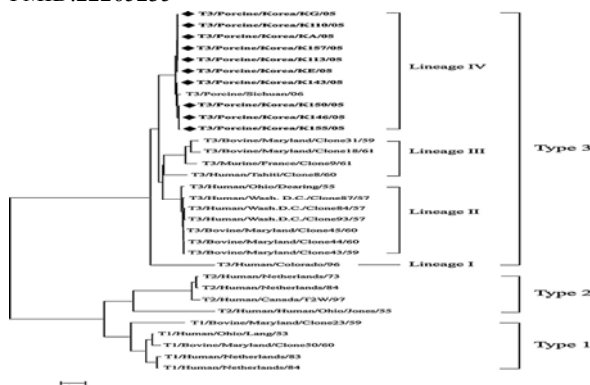 PMID:22265233
T3/Porcine/Korea/KG/05
T3/Porcine/Korea/K110/05
T3/Porcine/Korea/KA/05
T3/Porcine/Korea/K157/05
T3/Porcine/Korea/K113/05
T3/Porcine/Korea/KE/05
T3/Porcine/Korea/K143/05
T3/Porcine/Sichuan/06
T3/Porcine/Korea/K150/05
T3/Porcine/Korea/K146/05
T3/Porcine/Korea/K155/05
Lineage IV
T3/Bovine/Maryland/Clone31/59
T3/Bovine/Maryland/Clone18/61
T3/Murine/France/Clone9/61
T3/Human/Tahiti/Clone8/60
Lineage III
T3/Human/Ohio/Dearing/55
T3/Human/Wash. D.C./Clone87/57
T3/Human/Wash.D.C./Clone84/57
T3/Human/Wash.D.C./Clone93/57
T3/Bovine/Maryland/Clone45/60
T3/Bovine/Maryland/Clone44/60
T3/Bovine/Maryland/Clone43/59
Lineage II
T3/Human/Colorado/96
Lineage I
Type 3
T2/Human/Netherlands/73
T2/Human/Netherlands/84
T2/Human/Canada/T2W/97
T2/Human/Human/Ohio/Jones/55
Type 2
T1/Bovine/Maryland/Clone23/59
T1/Human/Ohio/Lang/53
T1/Bovine/Maryland/Clone50/60
T1/Human/Netherlands/83
T1/Human/Netherlands/84
Type 1